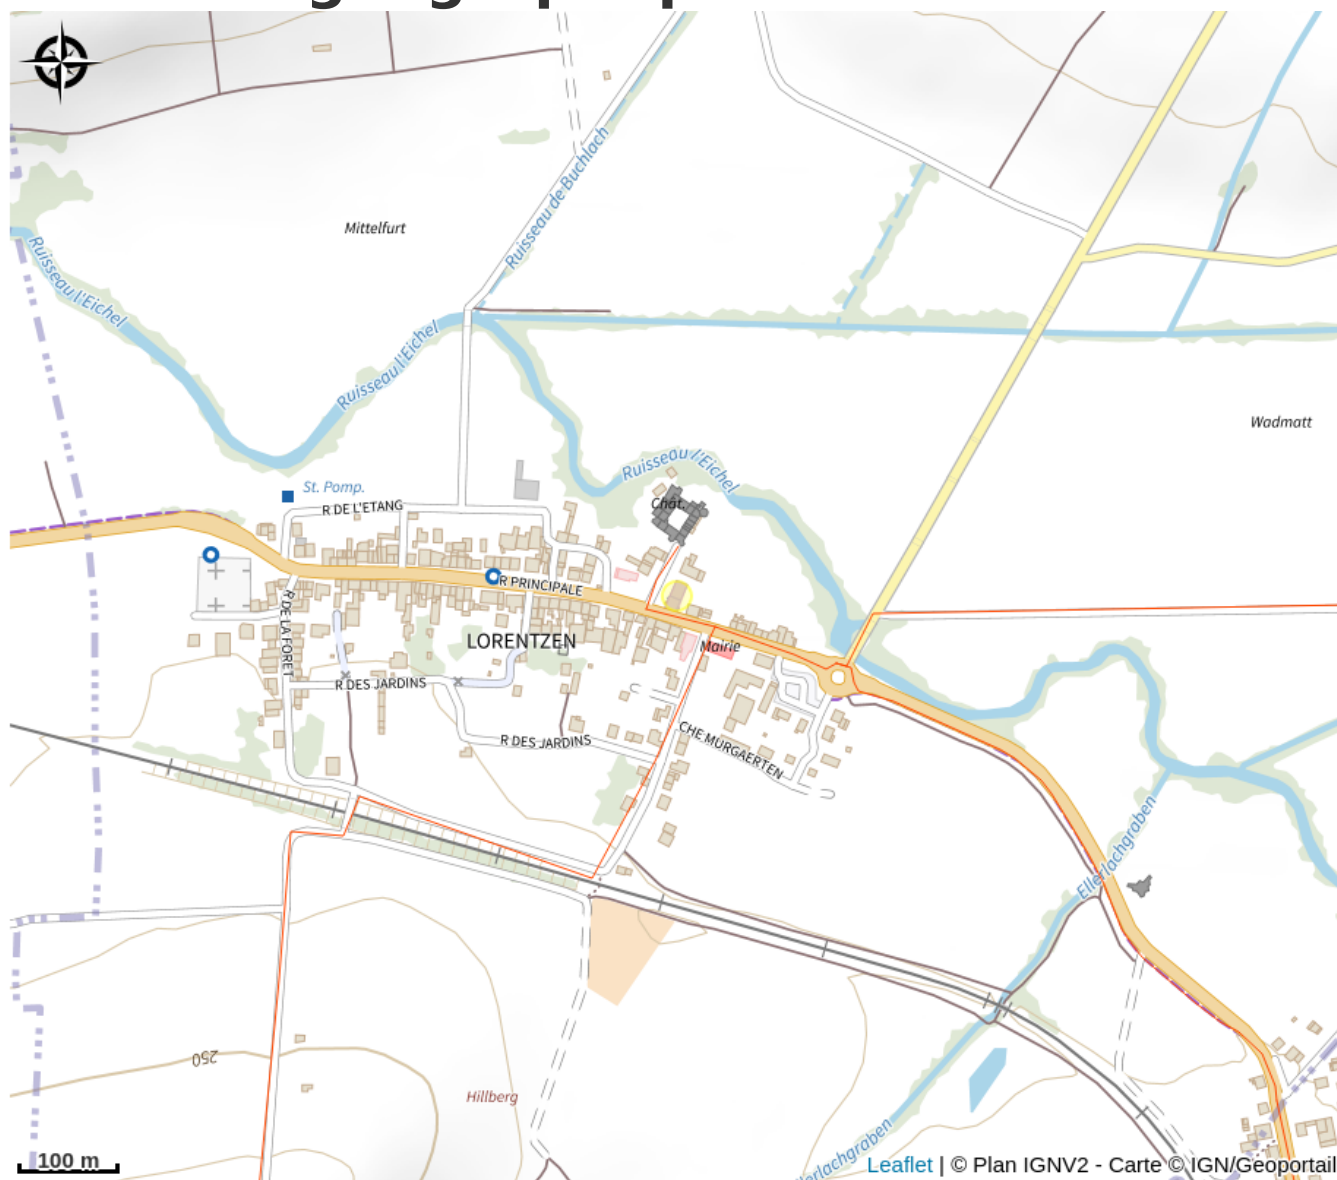 Ruisseau de Buchlach
Mittelfurt
Ruisseau l'Eichel
Ruisseau l'Eichel
Wadmatt
Ruisseau l'Eichel
St. Pomp.
Chât.
R DE L'ETANG
R PRINCIPALE
R DE LA FORET
LORENTZEN
Mairie
R DES JARDINS
R DES JARDINS
CHE MURGAERTEN
Ellerlachgraben
250
Hillberg
100 m
Leaflet | © Plan IGNV2 - Carte © IGN/Geoportail